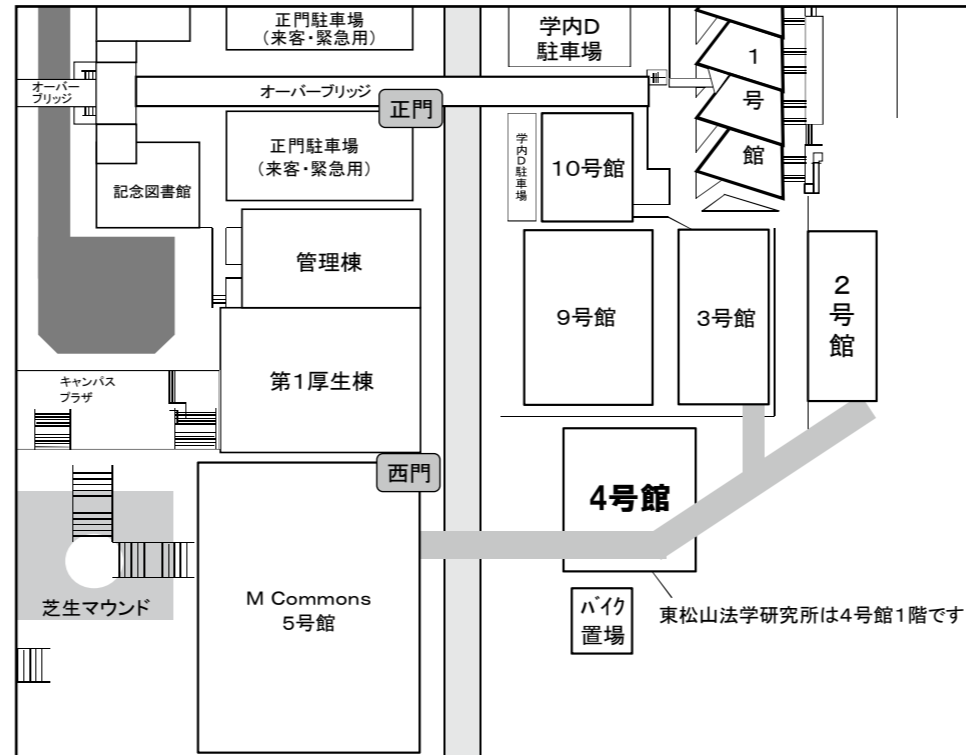 正門駐車場
(来客・緊急用)
学内D
駐車場
1
号
館
オーバー
ブリッジ
オーバーブリッジ
正門
正門駐車場
(来客・緊急用)
学内D駐車場
10号館
記念図書館
管理棟
9号館
3号館
2
号
館
キャンパス
プラザ
第1厚生棟
西門
4号館
芝生マウンド
M Commons
5号館
バイク
置場
東松山法学研究所は4号館1階です